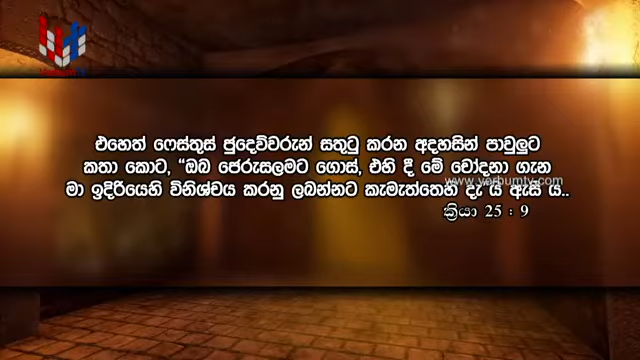 එහෙත් ෆෙස්තුස් ජුදෙව්වරුන් සතුටු කරන අදහසින් පාවුලුට
කතා කොට, “ඔබ ජෙරුසලමට ගොස්, එහි දී මේ චෝදනා ගැන
මා ඉදිරියෙහි විනිශ්චය කරනු ලබන්නට කැමැත්තෙහි දැ”යි ඇසී ය..
www.verbumtv.com
ක්‍රියා 25 : 9